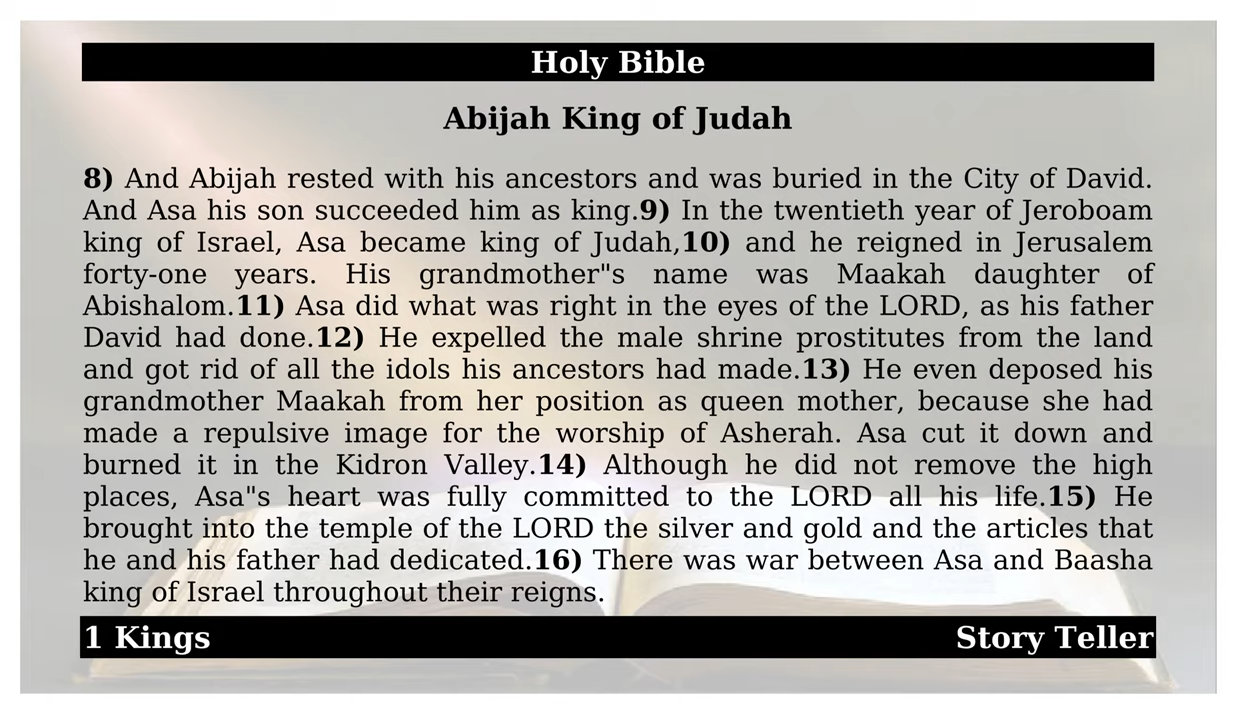 Holy Bible
Abijah King of Judah
8) And Abijah rested with his ancestors and was buried in the City of David.
And Asa his son succeeded him as king.9) In the twentieth year of Jeroboam
king of Israel, Asa became king of Judah,10) and he reigned in Jerusalem
forty-one years. His grandmother"s name was Maakah daughter of
Abishalom.11) Asa did what was right in the eyes of the LORD, as his father
David had done.12) He expelled the male shrine prostitutes from the land
and got rid of all the idols his ancestors had made.13) He even deposed his
grandmother Maakah from her position as queen mother, because she had
made a repulsive image for the worship of Asherah. Asa cut it down and
burned it in the Kidron Valley.14) Although he did not remove the high
places, Asa"s heart was fully committed to the LORD all his life.15) He
brought into the temple of the LORD the silver and gold and the articles that
he and his father had dedicated.16) There was war between Asa and Baasha
king of Israel throughout their reigns.
1 Kings Story Teller